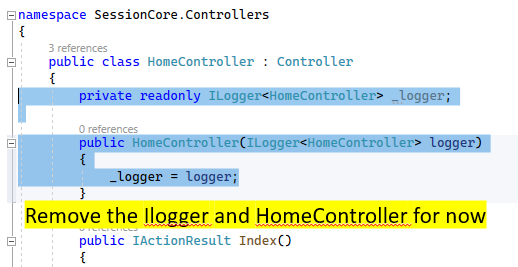 namespace SessionCore.Controllers
{
3 references
public class HomeController : Controller
{
private readonly ILogger<HomeController> _logger;
0 references
public HomeController(ILogger<HomeController> logger)
{
_logger = logger;
}
Remove the Ilogger and HomeController for now
0 references
public IActionResult Index()
{